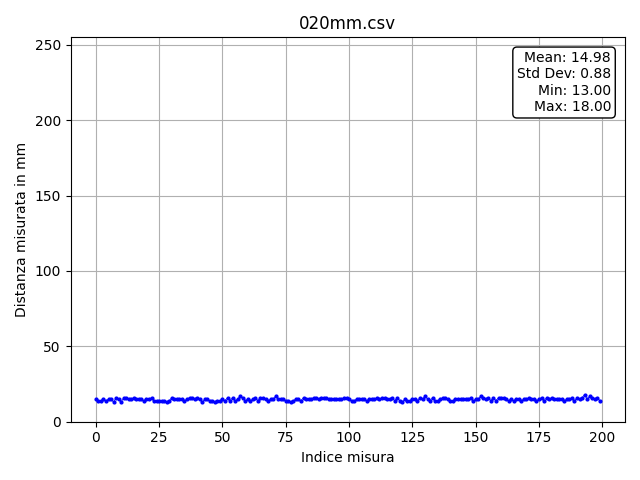 020mm.csv
Mean: 14.98
Std Dev: 0.88
Min: 13.00
Max: 18.00
250
200
150
100
50
0
Distanza misurata in mm
0 25 50 75 100 125 150 175 200
Indice misura